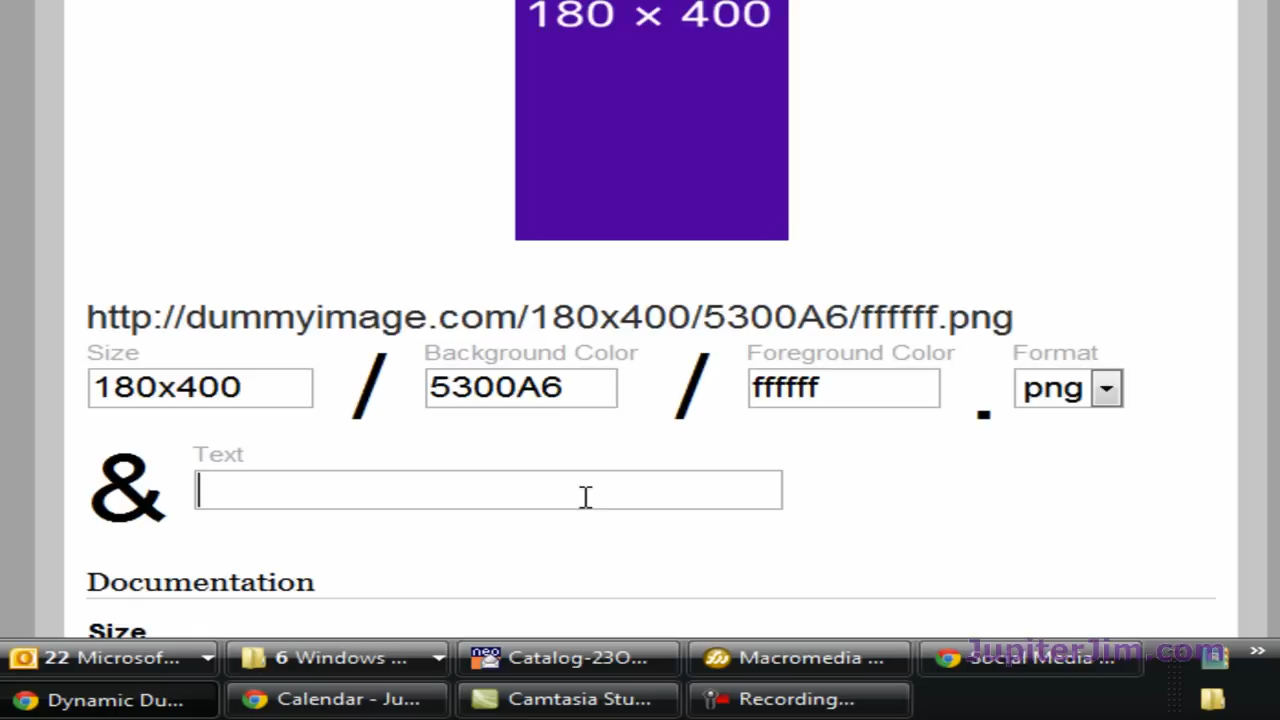 180 × 400
http://dummyimage.com/180x400/5300A6/ffffff.png
Size
Background Color
Foreground Color
Format
180x400
/
5300A6
/
ffffff
.
png
Text
&
Documentation
Size
22 Microsof...
6 Windows ...
Catalog-23O...
Macromedia ...
Social Media ...
JupiterJim.com
»
Dynamic Du...
Calendar - Ju...
Camtasia Stu...
Recording...